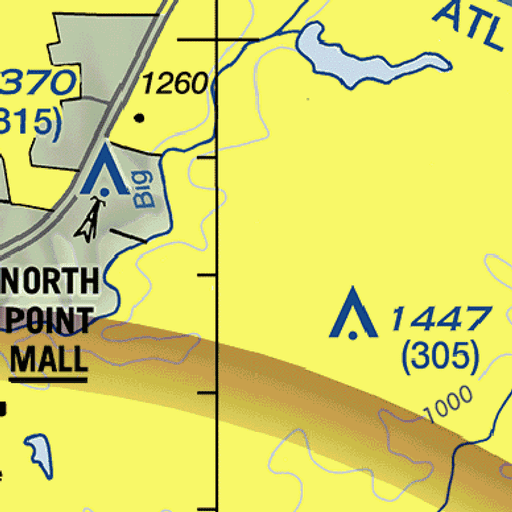 ATL
370
1260
315)
Big
NORTH
POINT
MALL
1447
(305)
1000